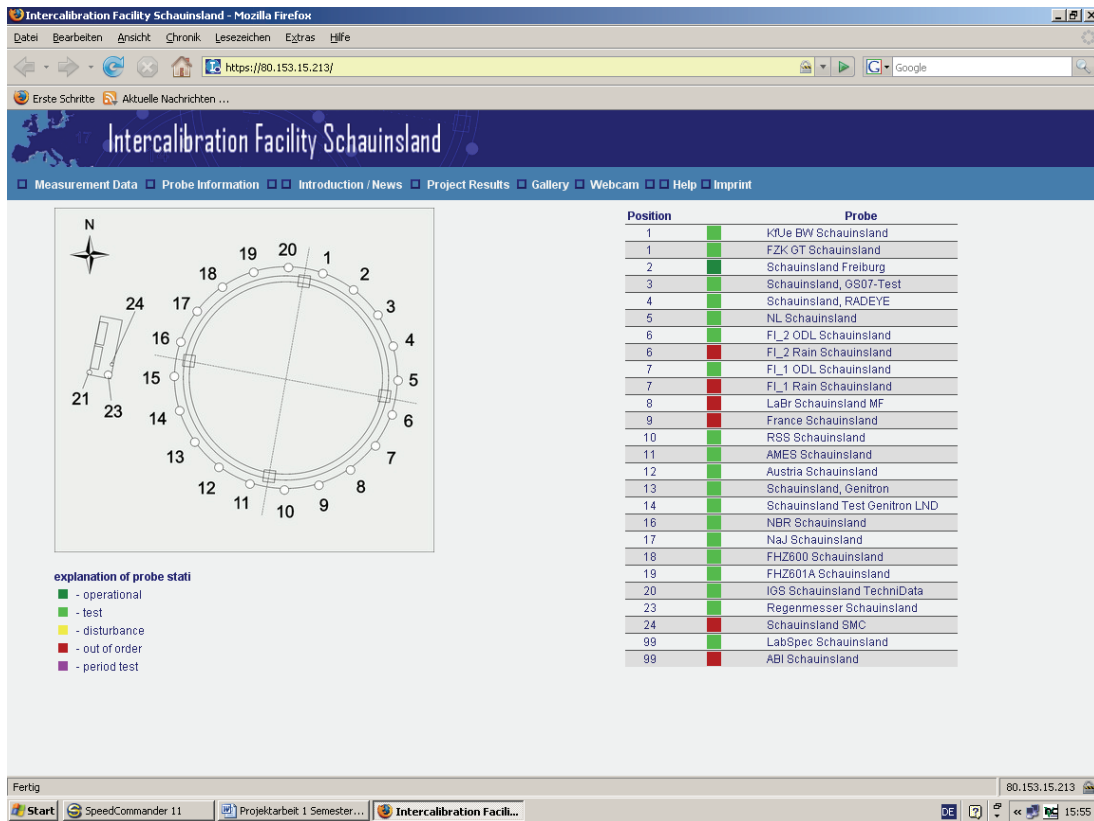 Intercalibration Facility Schauinsland - Mozilla Firefox
Datei Bearbeiten Ansicht Chronik Lesezeichen Extras Hilfe
https://80.153.15.213/
G Google
Erste Schritte Aktuelle Nachrichten ...
Intercalibration Facility Schauinsland
Measurement Data Probe Information Introduction / News Project Results Gallery Webcam Help Imprint
N
20
19 1
18 2
17 3
24
16 4
15 5
21 23
14 6
13 7
12 8
11 10 9
explanation of probe stati
- operational
- test
- disturbance
- out of order
- period test
Position Probe
1 KfUe BW Schauinsland
1 FZK GT Schauinsland
2 Schauinsland Freiburg
3 Schauinsland, GS07-Test
4 Schauinsland, RADEYE
5 NL Schauinsland
6 FI_2 ODL Schauinsland
6 FI_2 Rain Schauinsland
7 FI_1 ODL Schauinsland
7 FI_1 Rain Schauinsland
8 LaBr Schauinsland MF
9 France Schauinsland
10 RSS Schauinsland
11 AMES Schauinsland
12 Austria Schauinsland
13 Schauinsland, Genitron
14 Schauinsland Test Genitron LND
16 NBR Schauinsland
17 NaJ Schauinsland
18 FHZ600 Schauinsland
19 FHZ601A Schauinsland
20 IGS Schauinsland TechniData
23 Regenmesser Schauinsland
24 Schauinsland SMC
99 LabSpec Schauinsland
99 ABI Schauinsland
Fertig 80.153.15.213
Start SpeedCommander 11 Projektarbeit 1 Semester... Intercalibration Facili... DE « 15:55